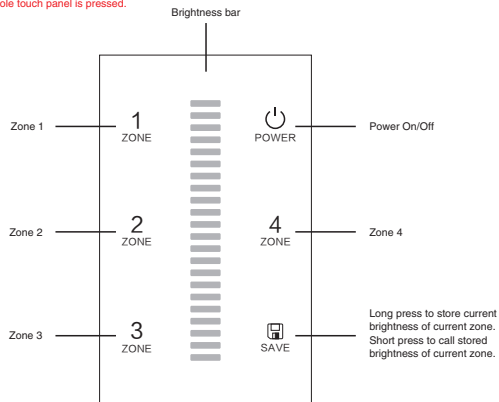 ole touch panel is pressed.
Brightness bar
Zone 1
1
ZONE
POWER
Power On/Off
Zone 2
2
ZONE
4
ZONE
Zone 4
Zone 3
3
ZONE
SAVE
Long press to store current
brightness of current zone.
Short press to call stored
brightness of current zone.